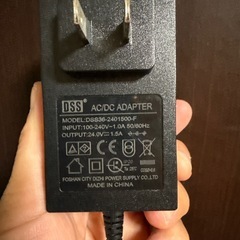 DSS AC/DC ADAPTER
MODEL:DSS36-2401500-F
INPUT:100-240V~1.0A 50/60Hz
OUTPUT:24.0V⎓1.5A
FOSHAN CITY DIZHI POWER SUPPLY CO.,LTD
MADE IN CHINA